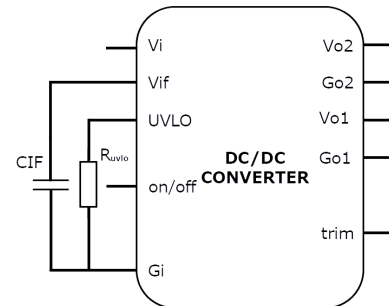 Vi
Vo2
Vif
Go2
UVLO
Vo1
CIF
Ruvlo
DC/DC
CONVERTER
Go1
on/off
trim
Gi